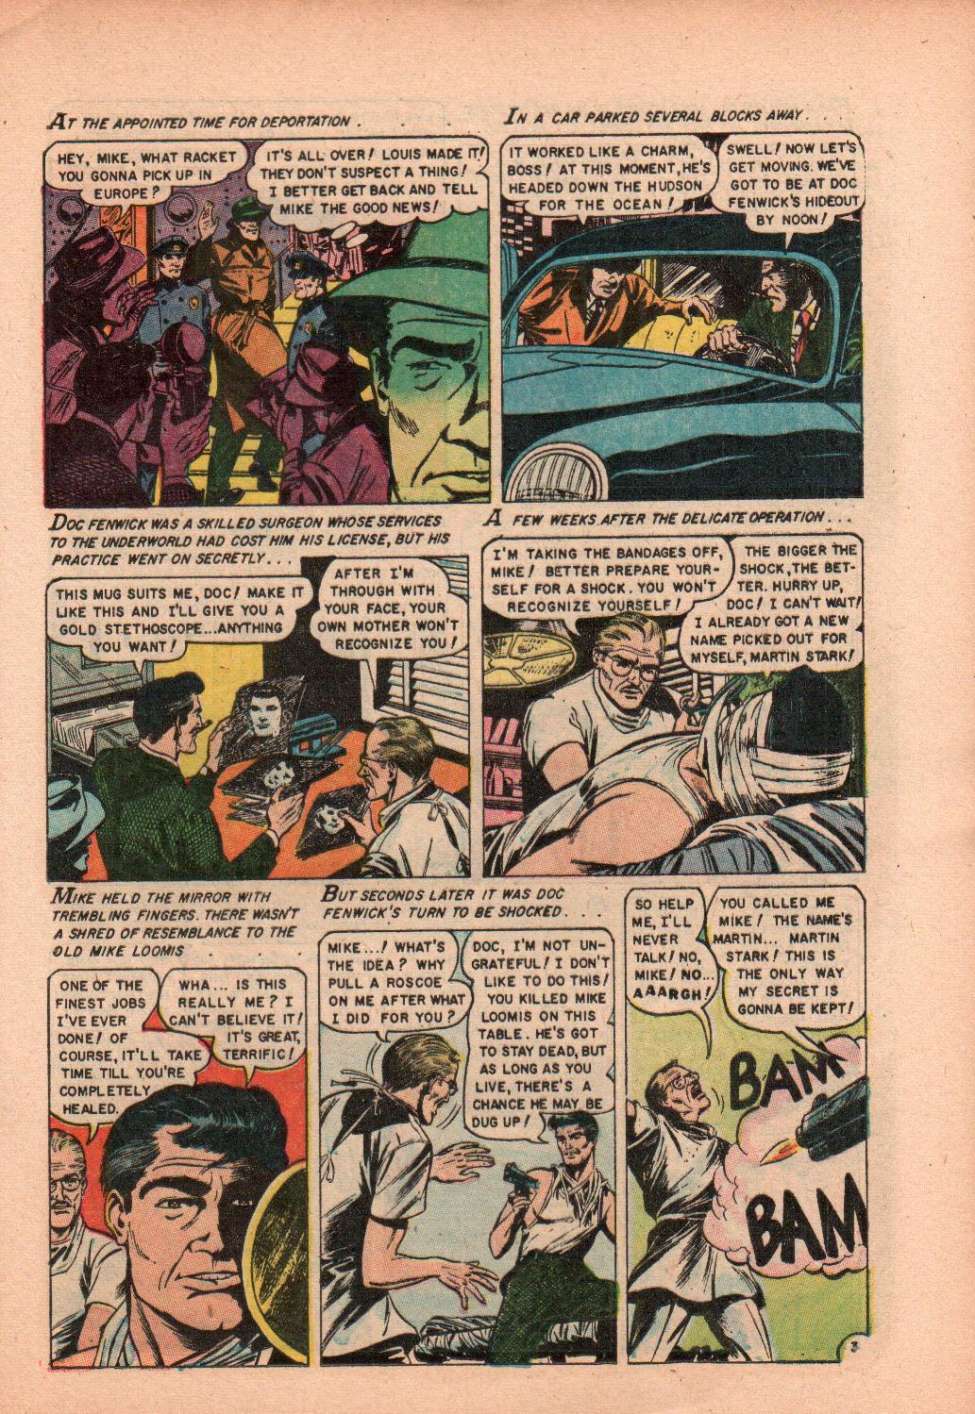 AT THE APPOINTED TIME FOR DEPORTATION . . . .
HEY, MIKE, WHAT RACKET
YOU GONNA PICK UP IN
EUROPE?
IT'S ALL OVER! LOUIS MADE IT!
THEY DON'T SUSPECT A THING!
I BETTER GET BACK AND TELL
MIKE THE GOOD NEWS!
IN A CAR PARKED SEVERAL BLOCKS AWAY. . . .
IT WORKED LIKE A CHARM,
BOSS! AT THIS MOMENT, HE'S
HEADED DOWN THE HUDSON
FOR THE OCEAN!
SWELL! NOW LET'S
GET MOVING. WE'VE
GOT TO BE AT DOC
FENWICK'S HIDEOUT
BY NOON!
DOC FENWICK WAS A SKILLED SURGEON WHOSE SERVICES
TO THE UNDERWORLD HAD COST HIM HIS LICENSE, BUT HIS
PRACTICE WENT ON SECRETLY . . .
THIS MUG SUITS ME, DOC! MAKE IT
LIKE THIS AND I'LL GIVE YOU A
GOLD STETHOSCOPE...ANYTHING
YOU WANT!
AFTER I'M
THROUGH WITH
YOUR FACE, YOUR
OWN MOTHER WON'T
RECOGNIZE YOU!
A FEW WEEKS AFTER THE DELICATE OPERATION . . .
I'M TAKING THE BANDAGES OFF,
MIKE! BETTER PREPARE YOUR-
SELF FOR A SHOCK. YOU WON'T
RECOGNIZE YOURSELF!
THE BIGGER THE
SHOCK, THE BET-
TER. HURRY UP,
DOC! I CAN'T WAIT!
I ALREADY GOT A NEW
NAME PICKED OUT FOR
MYSELF, MARTIN STARK!
MIKE HELD THE MIRROR WITH
TREMBLING FINGERS. THERE WASN'T
A SHRED OF RESEMBLANCE TO THE
OLD MIKE LOOMIS . . . .
ONE OF THE
FINEST JOBS
I'VE EVER
DONE! OF
COURSE, IT'LL TAKE
TIME TILL YOU'RE
COMPLETELY
HEALED.
WHA... IS THIS
REALLY ME? I
CAN'T BELIEVE IT!
IT'S GREAT,
TERRIFIC!
BUT SECONDS LATER IT WAS DOC
FENWICK'S TURN TO BE SHOCKED. . . .
MIKE...! WHAT'S
THE IDEA? WHY
PULL A ROSCOE
ON ME AFTER WHAT
I DID FOR YOU?
DOC, I'M NOT UN-
GRATEFUL! I DON'T
LIKE TO DO THIS!
YOU KILLED MIKE
LOOMIS ON THIS
TABLE. HE'S GOT
TO STAY DEAD, BUT
AS LONG AS YOU
LIVE, THERE'S A
CHANCE HE MAY BE
DUG UP!
SO HELP
ME, I'LL
NEVER
TALK! NO,
MIKE! NO...
AAARGH!
YOU CALLED ME
MIKE! THE NAME'S
MARTIN... MARTIN
STARK! THIS IS
THE ONLY WAY
MY SECRET IS
GONNA BE KEPT!
BAM
BAM
3